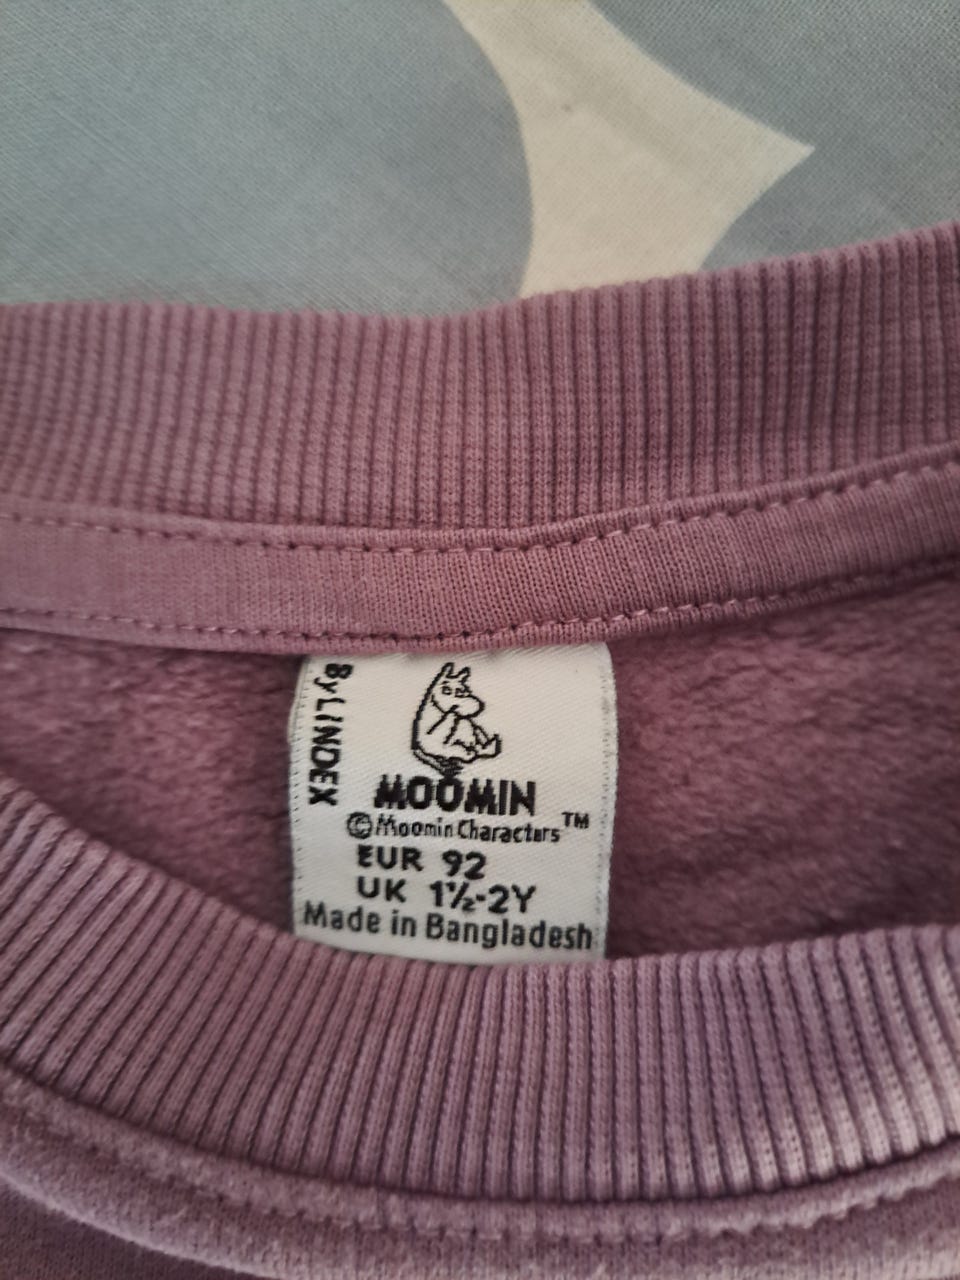 By LINDEX
MOOMIN
©Moomin Characters™
EUR 92
UK 1½-2Y
Made in Bangladesh